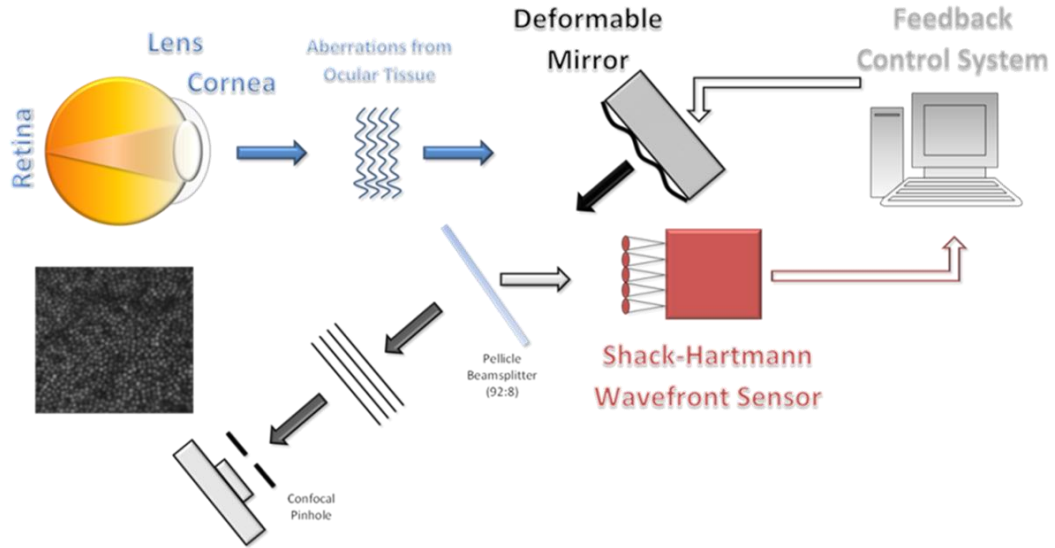 Deformable
Mirror
Feedback
Control System
Lens
Cornea
Aberrations from
Ocular Tissue
Retina
Pellicle
Beamsplitter
(92:8)
Shack-Hartmann
Wavefront Sensor
Confocal
Pinhole